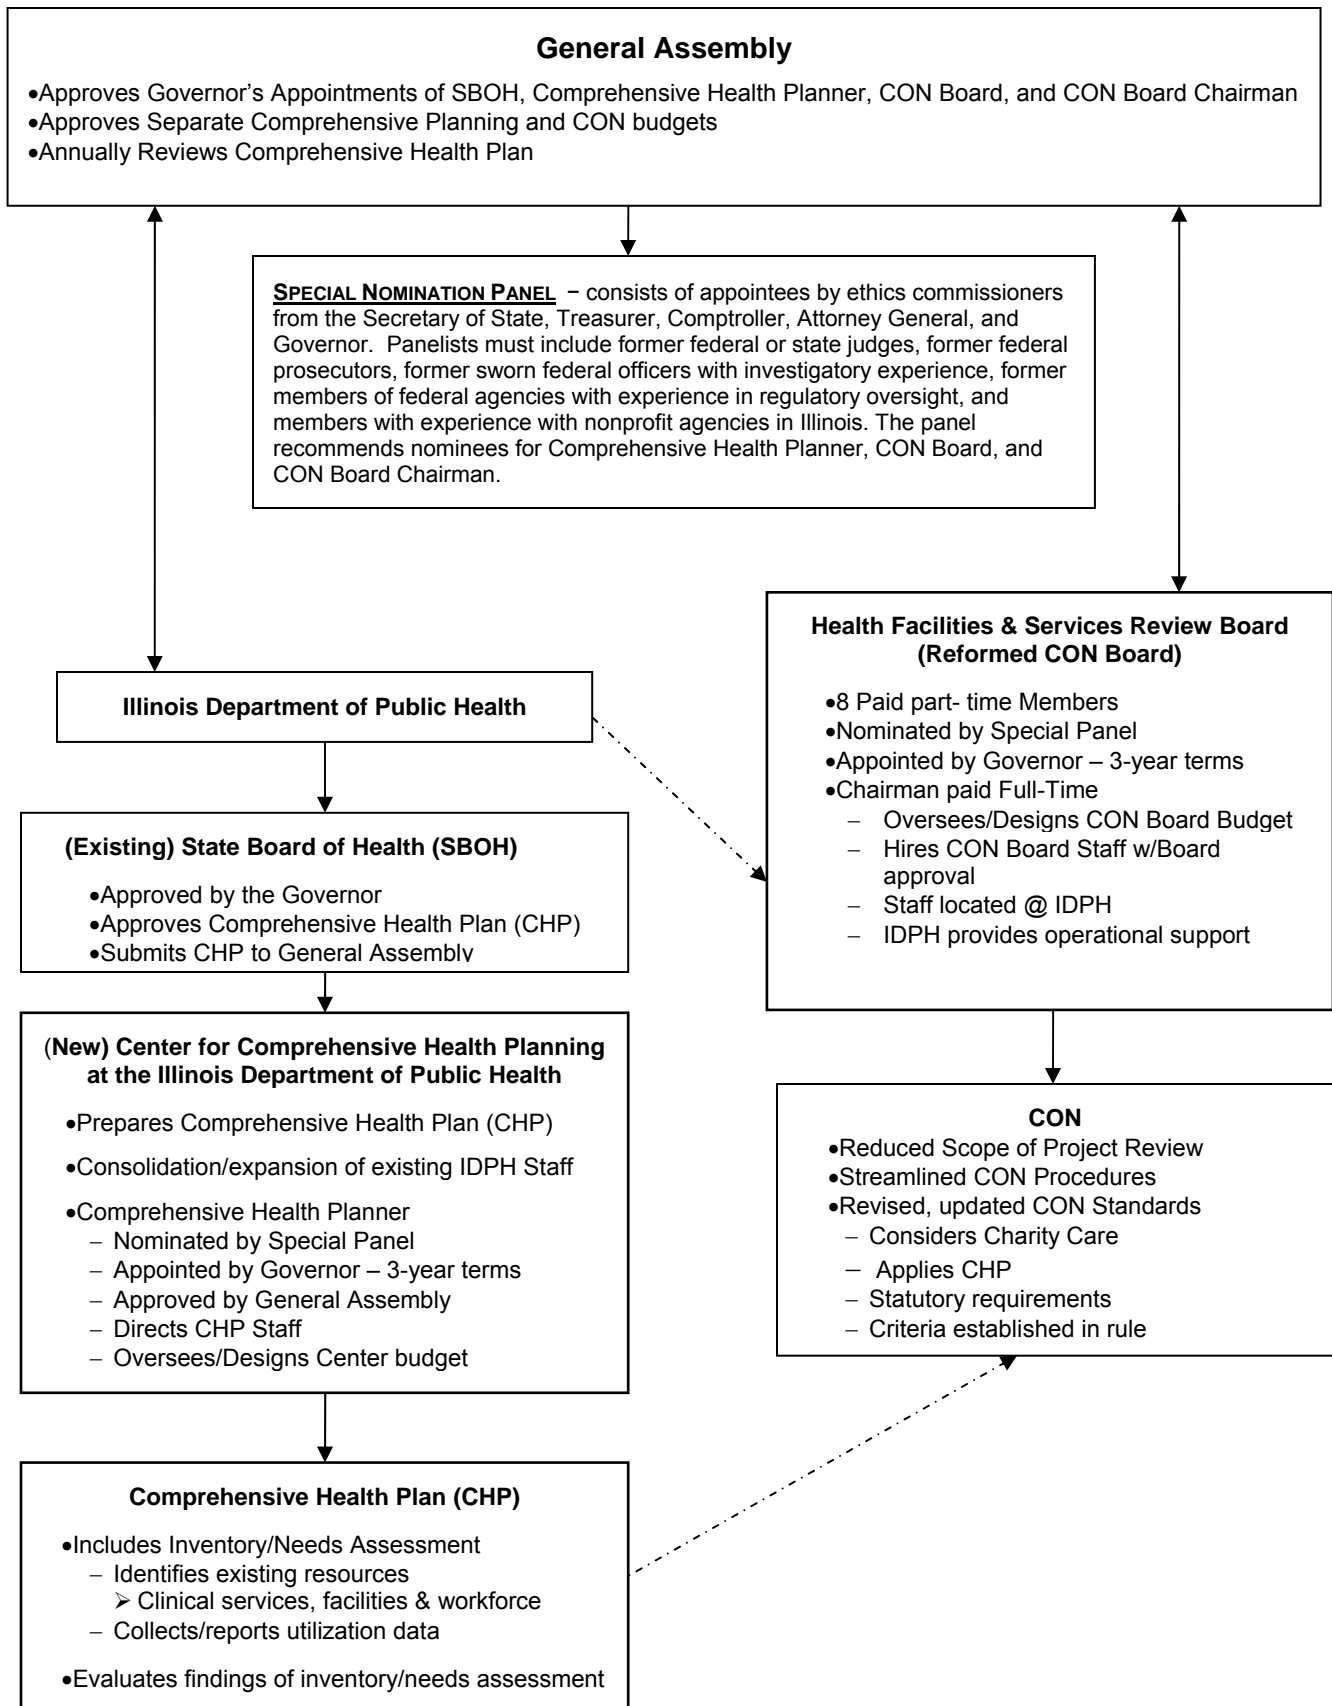 General Assembly
•Approves Governor's Appointments of SBOH, Comprehensive Health Planner, CON Board, and CON Board Chairman
•Approves Separate Comprehensive Planning and CON budgets
•Annually Reviews Comprehensive Health Plan
SPECIAL NOMINATION PANEL – consists of appointees by ethics commissioners
from the Secretary of State, Treasurer, Comptroller, Attorney General, and
Governor. Panelists must include former federal or state judges, former federal
prosecutors, former sworn federal officers with investigatory experience, former
members of federal agencies with experience in regulatory oversight, and
members with experience with nonprofit agencies in Illinois. The panel
recommends nominees for Comprehensive Health Planner, CON Board, and
CON Board Chairman.
Illinois Department of Public Health
Health Facilities & Services Review Board
(Reformed CON Board)
•8 Paid part- time Members
•Nominated by Special Panel
•Appointed by Governor – 3-year terms
•Chairman paid Full-Time
– Oversees/Designs CON Board Budget
– Hires CON Board Staff w/Board
approval
– Staff located @ IDPH
– IDPH provides operational support
(Existing) State Board of Health (SBOH)
•Approved by the Governor
•Approves Comprehensive Health Plan (CHP)
•Submits CHP to General Assembly
(New) Center for Comprehensive Health Planning
at the Illinois Department of Public Health
•Prepares Comprehensive Health Plan (CHP)
•Consolidation/expansion of existing IDPH Staff
•Comprehensive Health Planner
– Nominated by Special Panel
– Appointed by Governor – 3-year terms
– Approved by General Assembly
– Directs CHP Staff
– Oversees/Designs Center budget
CON
•Reduced Scope of Project Review
•Streamlined CON Procedures
•Revised, updated CON Standards
– Considers Charity Care
– Applies CHP
– Statutory requirements
– Criteria established in rule
Comprehensive Health Plan (CHP)
•Includes Inventory/Needs Assessment
– Identifies existing resources
➢ Clinical services, facilities & workforce
– Collects/reports utilization data
•Evaluates findings of inventory/needs assessment